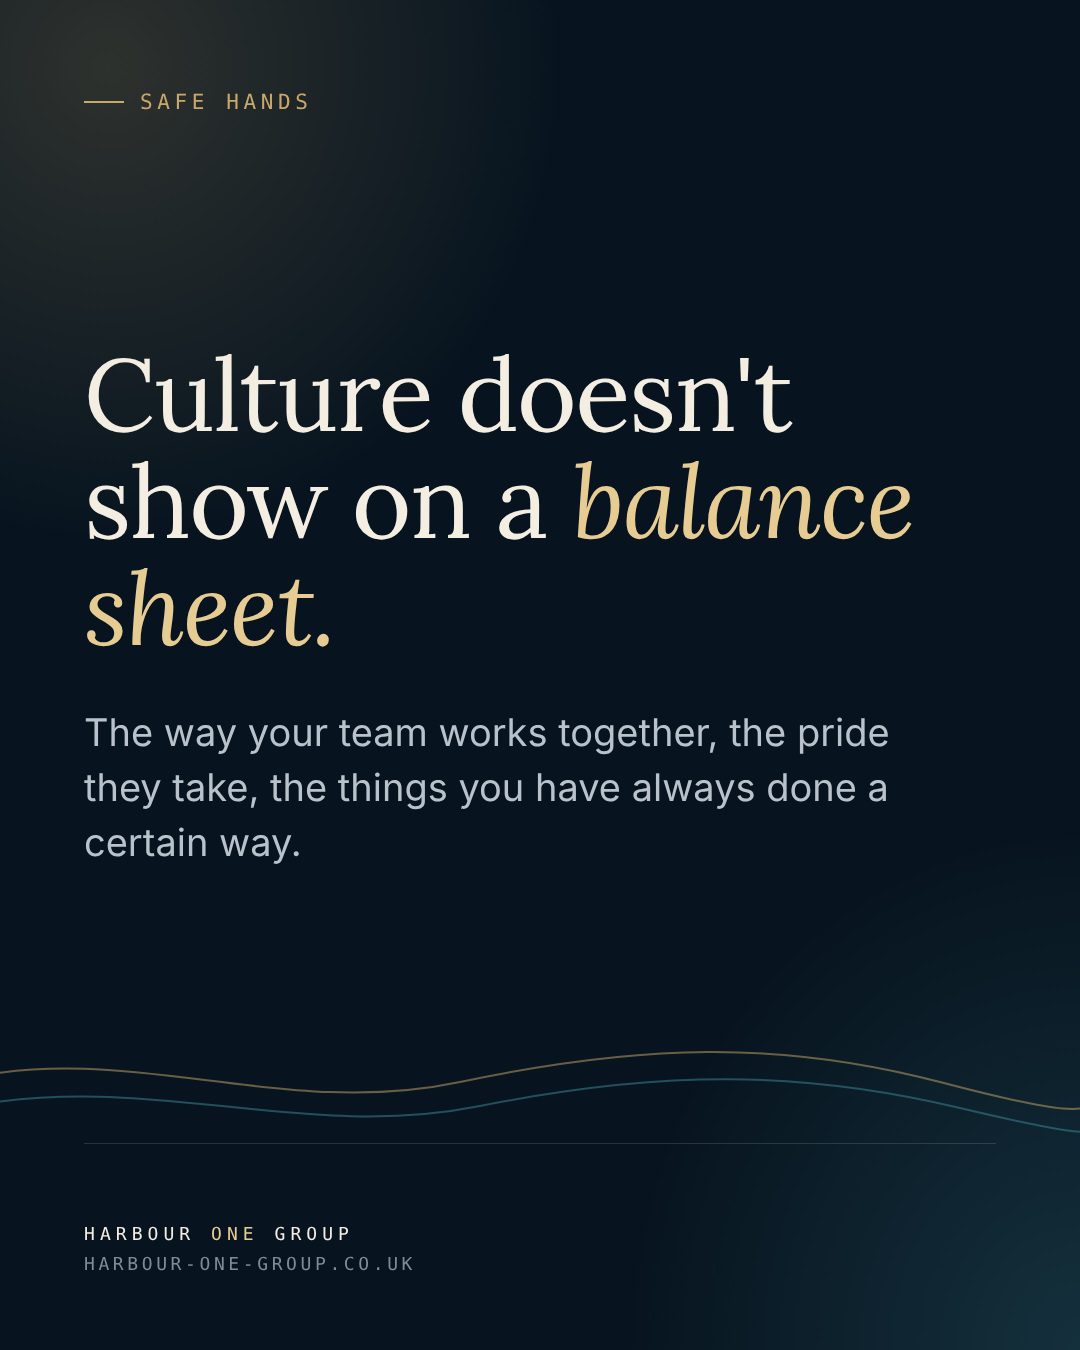 SAFE HANDS
Culture doesn't
show on a balance
sheet.
The way your team works together, the pride
they take, the things you have always done a
certain way.
HARBOUR ONE GROUP
HARBOUR-ONE-GROUP.CO.UK